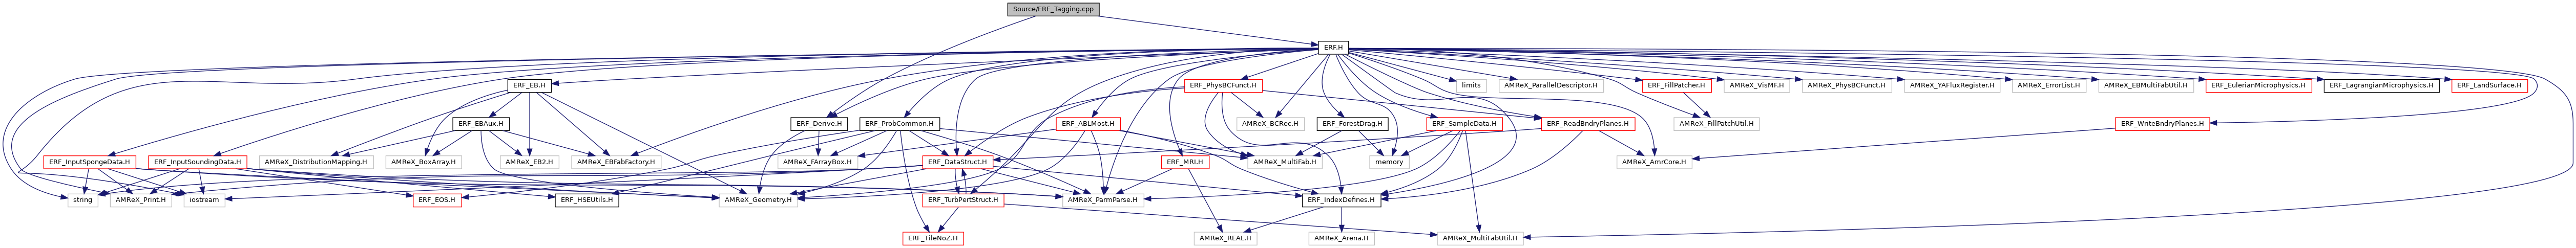 Source/ERF_Tagging.cpp
ERF.H
ERF_EB.H
ERF_PhysBCFunct.H
limits
AMReX_ParallelDescriptor.H
ERF_FillPatcher.H
AMReX_VisMF.H
AMReX_PhysBCFunct.H
AMReX_YAFluxRegister.H
AMReX_ErrorList.H
AMReX_EBMultiFabUtil.H
ERF_EulerianMicrophysics.H
ERF_LagrangianMicrophysics.H
ERF_LandSurface.H
ERF_EBAux.H
ERF_Derive.H
ERF_ProbCommon.H
ERF_ABLMost.H
AMReX_BCRec.H
ERF_ForestDrag.H
ERF_SampleData.H
ERF_ReadBndryPlanes.H
AMReX_FillPatchUtil.H
ERF_WriteBndryPlanes.H
ERF_InputSpongeData.H
ERF_InputSoundingData.H
AMReX_DistributionMapping.H
AMReX_BoxArray.H
AMReX_EB2.H
AMReX_EBFabFactory.H
AMReX_FArrayBox.H
ERF_DataStruct.H
ERF_MRI.H
AMReX_MultiFab.H
memory
AMReX_AmrCore.H
string
AMReX_Print.H
iostream
ERF_EOS.H
ERF_HSEUtils.H
AMReX_Geometry.H
ERF_TurbPertStruct.H
AMReX_ParmParse.H
ERF_IndexDefines.H
ERF_TileNoZ.H
AMReX_REAL.H
AMReX_Arena.H
AMReX_MultiFabUtil.H